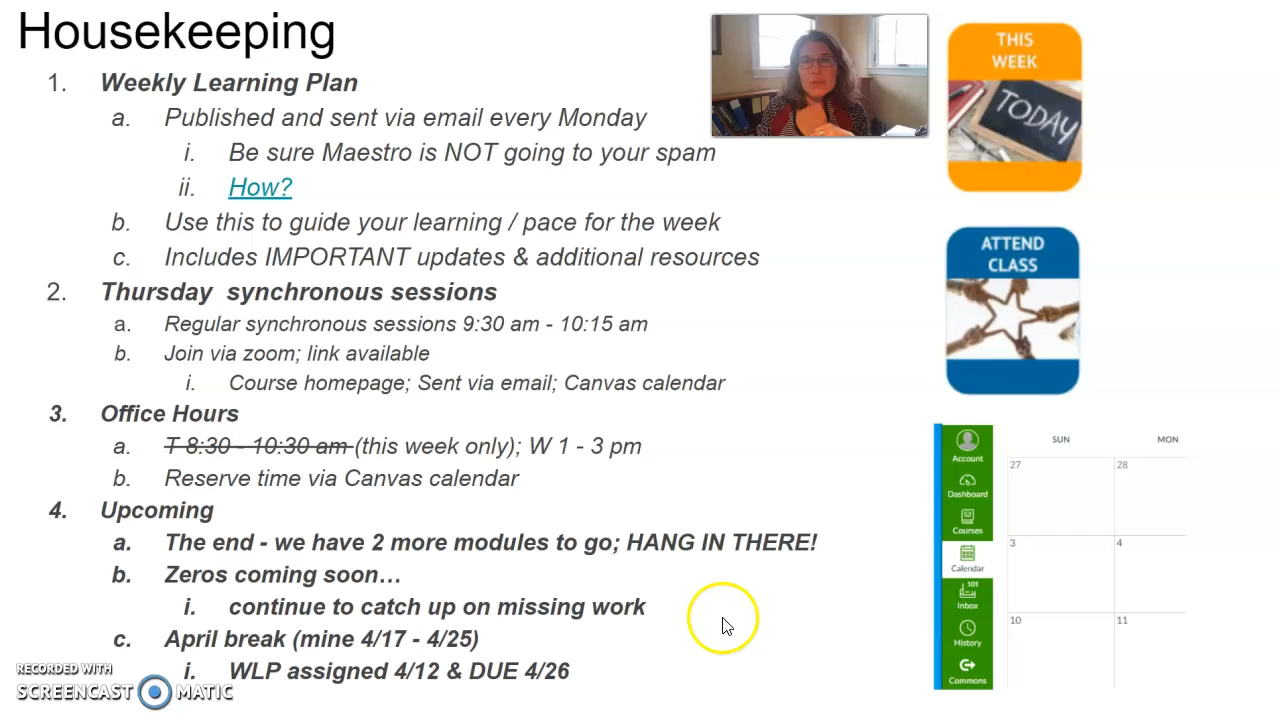 Housekeeping
1. Weekly Learning Plan
a. Published and sent via email every Monday
i. Be sure Maestro is NOT going to your spam
ii. How?
b. Use this to guide your learning / pace for the week
c. Includes IMPORTANT updates & additional resources
2. Thursday synchronous sessions
a. Regular synchronous sessions 9:30 am - 10:15 am
b. Join via zoom; link available
i. Course homepage; Sent via email; Canvas calendar
3. Office Hours
a. T 8:30 - 10:30 am (this week only); W 1 - 3 pm
b. Reserve time via Canvas calendar
4. Upcoming
a. The end - we have 2 more modules to go; HANG IN THERE!
b. Zeros coming soon…
i. continue to catch up on missing work
c. April break (mine 4/17 - 4/25)
i. WLP assigned 4/12 & DUE 4/26
THIS
WEEK
TODAY
ATTEND
CLASS
Account
Dashboard
Courses
Calendar
101
Inbox
History
Commons
SUN MON
27 28
3 4
10 11
RECORDED WITH
SCREENCAST MATIC